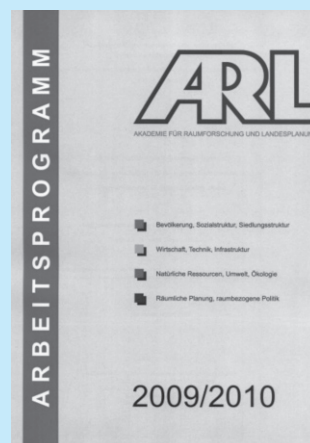 ARBEITSPROGRAMM
ARL
AKADEMIE FÜR RAUMFORSCHUNG UND LANDESPLANUNG
Bevölkerung, Sozialstruktur, Siedlungsstruktur
Wirtschaft, Technik, Infrastruktur
Natürliche Ressourcen, Umwelt, Ökologie
Räumliche Planung, raumbezogene Politik
2009/2010